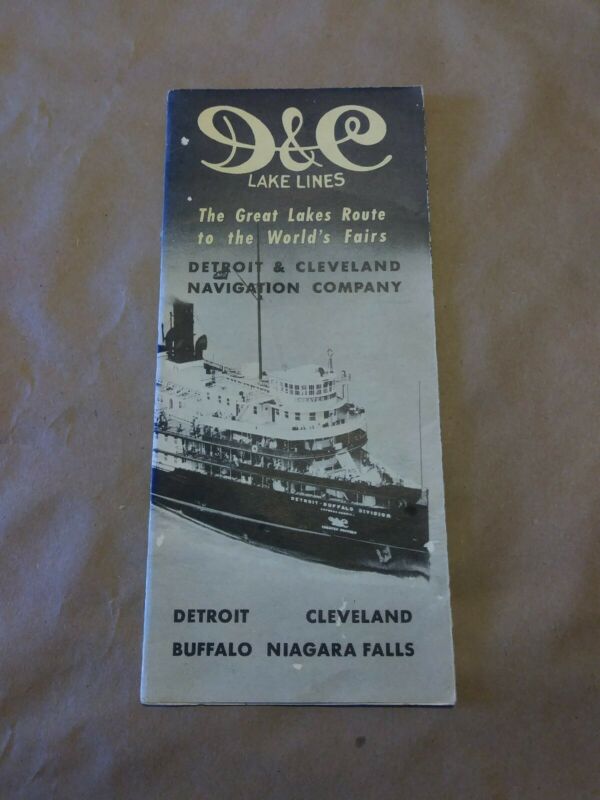 D&C
LAKE LINES
The Great Lakes Route
to the World's Fairs
DETROIT & CLEVELAND
NAVIGATION COMPANY
DETROIT - BUFFALO DIVISION
DETROIT CLEVELAND
BUFFALO NIAGARA FALLS